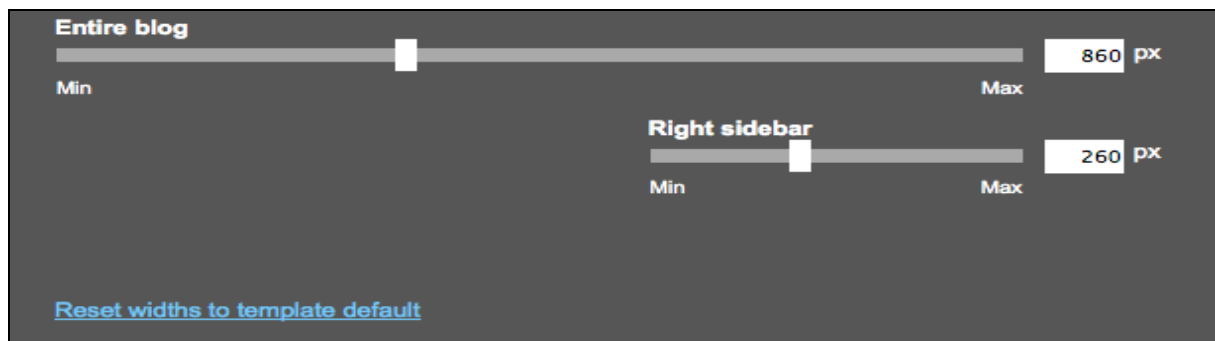 Entire blog
860 px
Min Max
Right sidebar
260 px
Min Max
Reset widths to template default